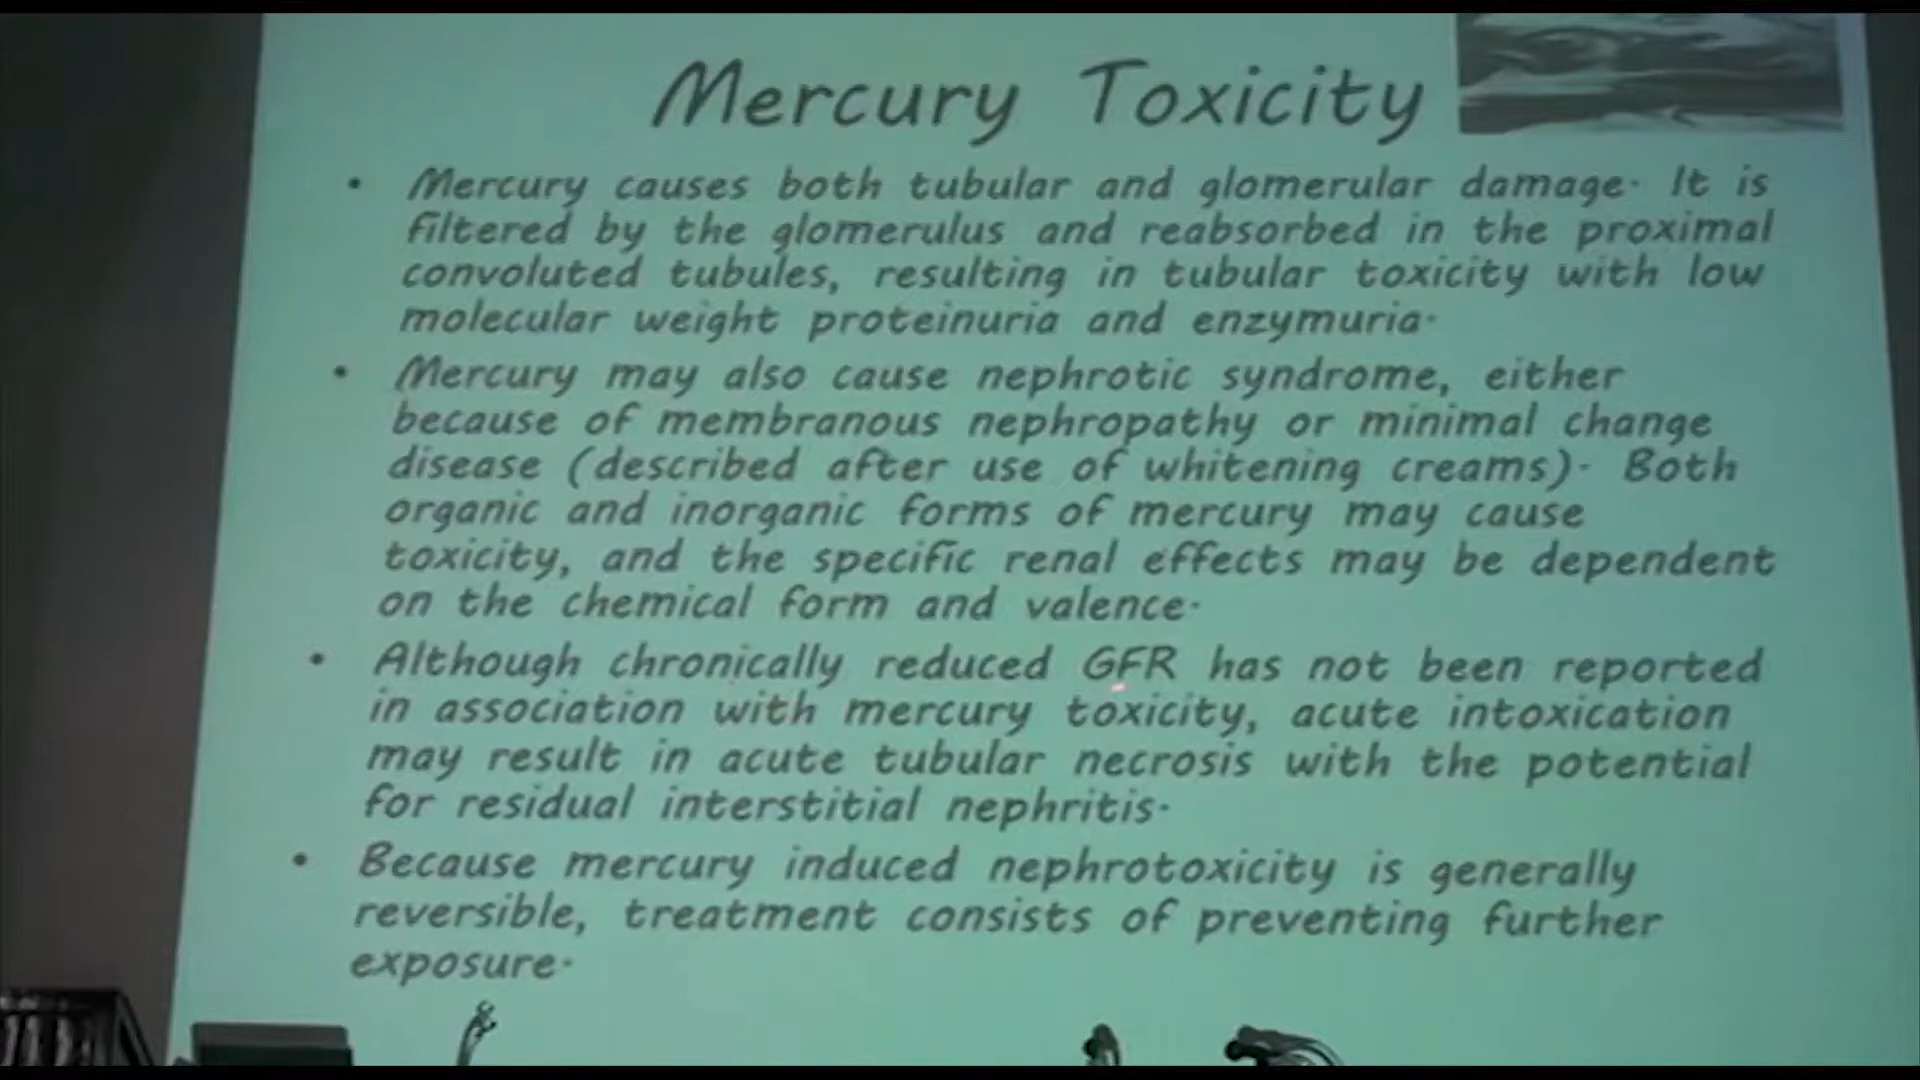 Mercury Toxicity
• Mercury causes both tubular and glomerular damage. It is
filtered by the glomerulus and reabsorbed in the proximal
convoluted tubules, resulting in tubular toxicity with low
molecular weight proteinuria and enzymuria.
• Mercury may also cause nephrotic syndrome, either
because of membranous nephropathy or minimal change
disease (described after use of whitening creams). Both
organic and inorganic forms of mercury may cause
toxicity, and the specific renal effects may be dependent
on the chemical form and valence.
• Although chronically reduced GFR has not been reported
in association with mercury toxicity, acute intoxication
may result in acute tubular necrosis with the potential
for residual interstitial nephritis.
• Because mercury induced nephrotoxicity is generally
reversible, treatment consists of preventing further
exposure.